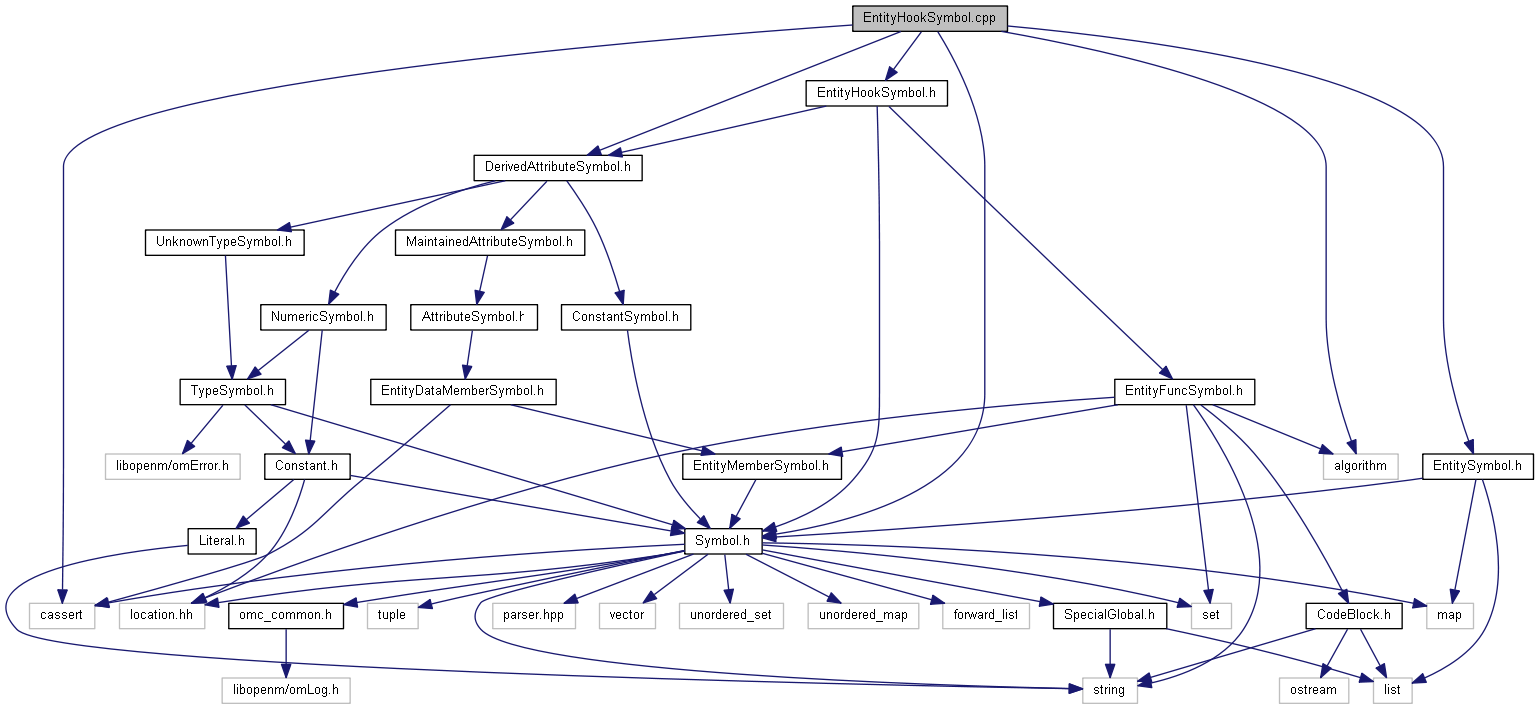 EntityHookSymbol.cpp
EntityHookSymbol.h
DerivedAttributeSymbol.h
UnknownTypeSymbol.h
MaintainedAttributeSymbol.h
NumericSymbol.h
AttributeSymbol.h
ConstantSymbol.h
TypeSymbol.h
EntityDataMemberSymbol.h
EntityFuncSymbol.h
libopenm/omError.h
Constant.h
EntityMemberSymbol.h
algorithm
EntitySymbol.h
Literal.h
Symbol.h
cassert
location.hh
omc_common.h
tuple
parser.hpp
vector
unordered_set
unordered_map
forward_list
SpecialGlobal.h
set
CodeBlock.h
map
libopenm/omLog.h
string
ostream
list